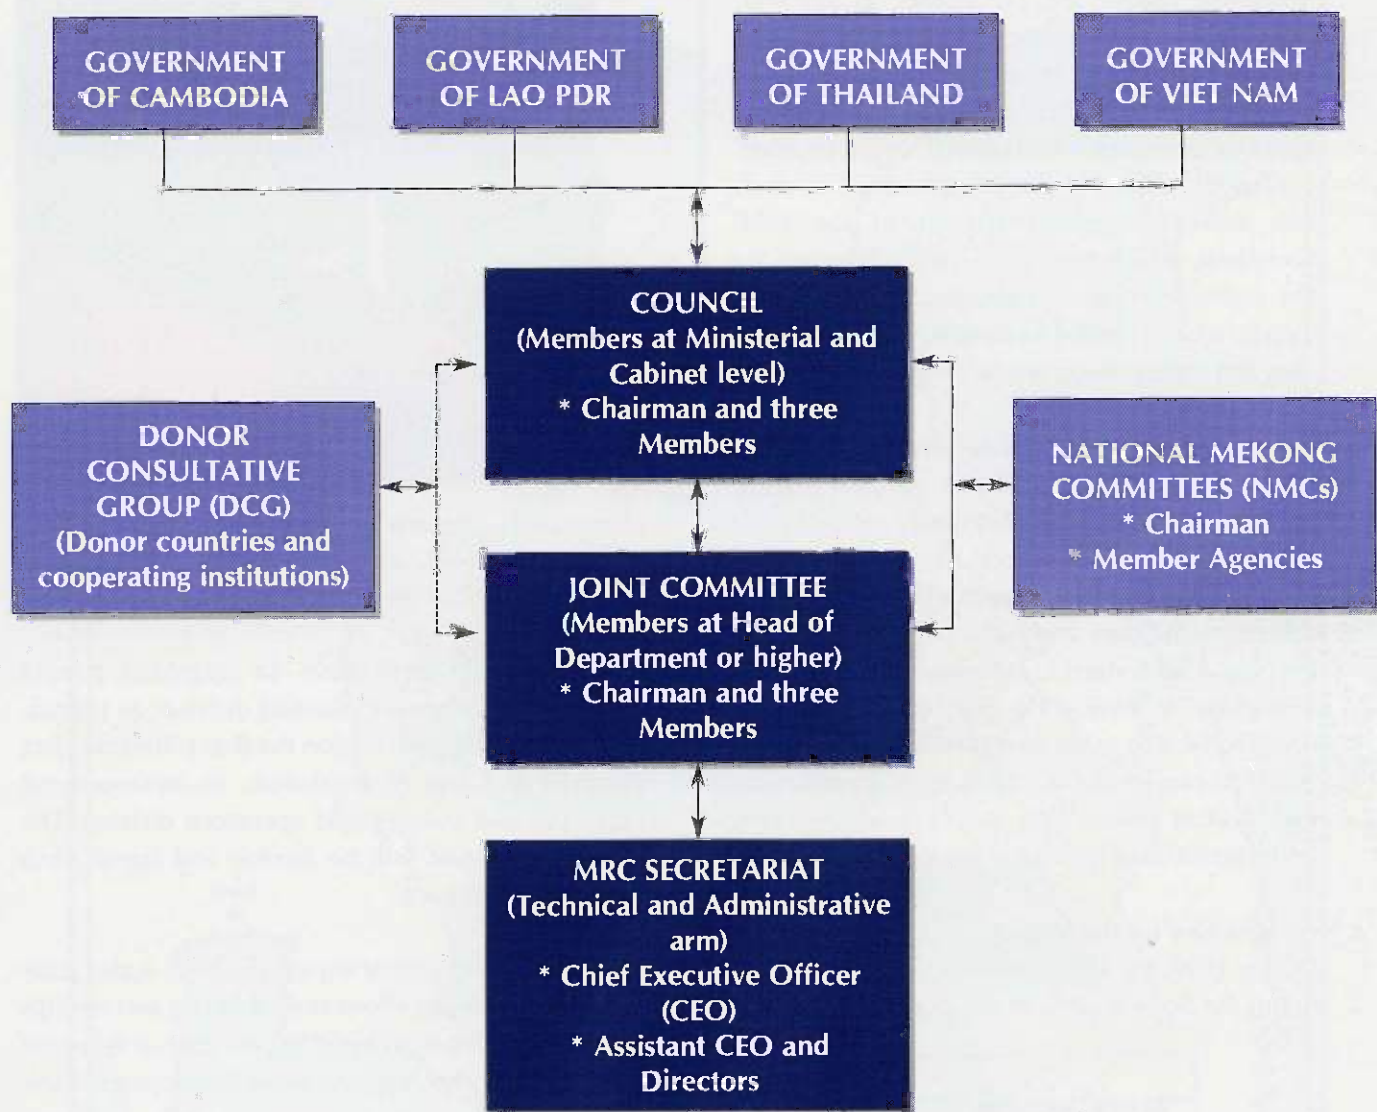 GOVERNMENT
OF CAMBODIA
GOVERNMENT
OF LAO PDR
GOVERNMENT
OF THAILAND
GOVERNMENT
OF VIET NAM
COUNCIL
(Members at Ministerial and
Cabinet level)
* Chairman and three
Members
DONOR
CONSULTATIVE
GROUP (DCG)
(Donor countries and
cooperating institutions)
NATIONAL MEKONG
COMMITTEES (NMCs)
* Chairman
* Member Agencies
JOINT COMMITTEE
(Members at Head of
Department or higher)
* Chairman and three
Members
MRC SECRETARIAT
(Technical and Administrative
arm)
* Chief Executive Officer
(CEO)
* Assistant CEO and
Directors